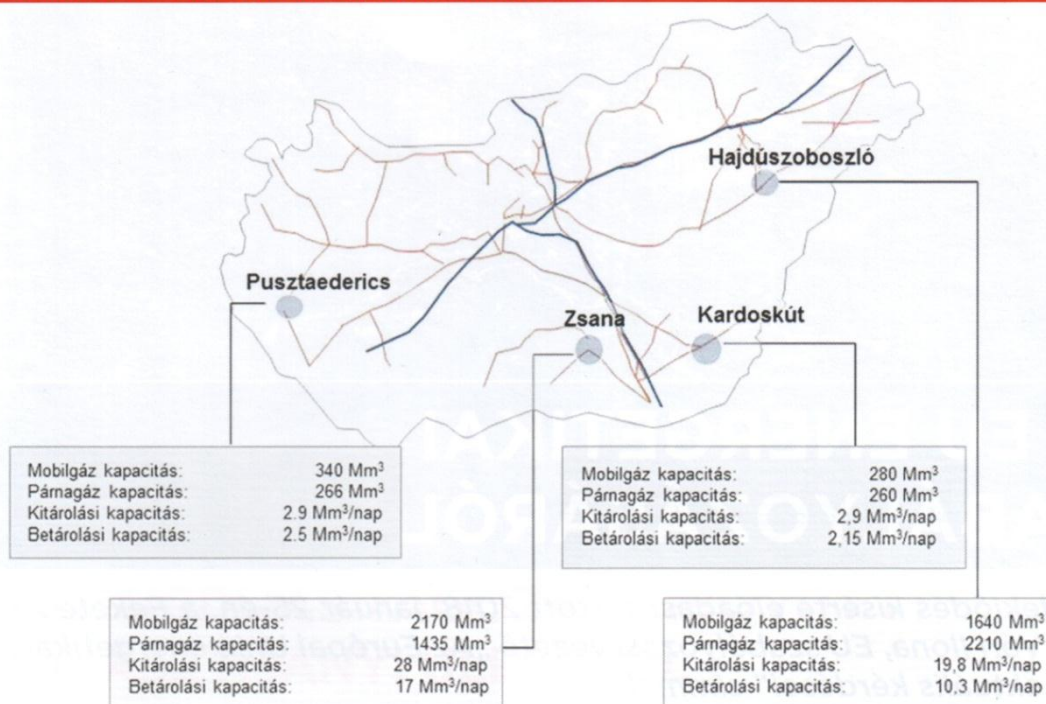 Hajdúszoboszló
Pusztaederics
Zsana
Kardoskút
Mobilgáz kapacitás: 340 Mm³
Párnagáz kapacitás: 266 Mm³
Kitárolási kapacitás: 2.9 Mm³/nap
Betárolási kapacitás: 2.5 Mm³/nap
Mobilgáz kapacitás: 280 Mm³
Párnagáz kapacitás: 260 Mm³
Kitárolási kapacitás: 2,9 Mm³/nap
Betárolási kapacitás: 2,15 Mm³/nap
Mobilgáz kapacitás: 2170 Mm³
Párnagáz kapacitás: 1435 Mm³
Kitárolási kapacitás: 28 Mm³/nap
Betárolási kapacitás: 17 Mm³/nap
Mobilgáz kapacitás: 1640 Mm³
Párnagáz kapacitás: 2210 Mm³
Kitárolási kapacitás: 19,8 Mm³/nap
Betárolási kapacitás: 10,3 Mm³/nap